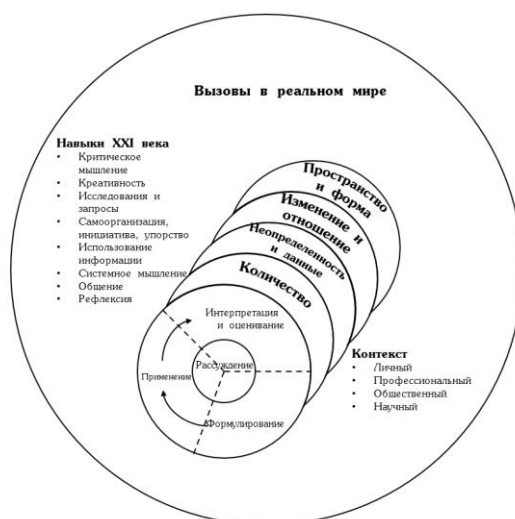 Вызовы в реальном мире
Навыки XXI века
• Критическое
мышление
• Креативность
• Исследования и
запросы
• Самоорганизация,
инициатива, упорство
• Использование
информации
• Системное мышление
• Общение
• Рефлексия
Пространство
и форма
Изменение и
отношение
Неопределенность
и данные
Количество
Интерпретация
и оценивание
Рассуждение
Применение
Формулирование
Контекст
• Личный
• Профессиональный
• Общественный
• Научный